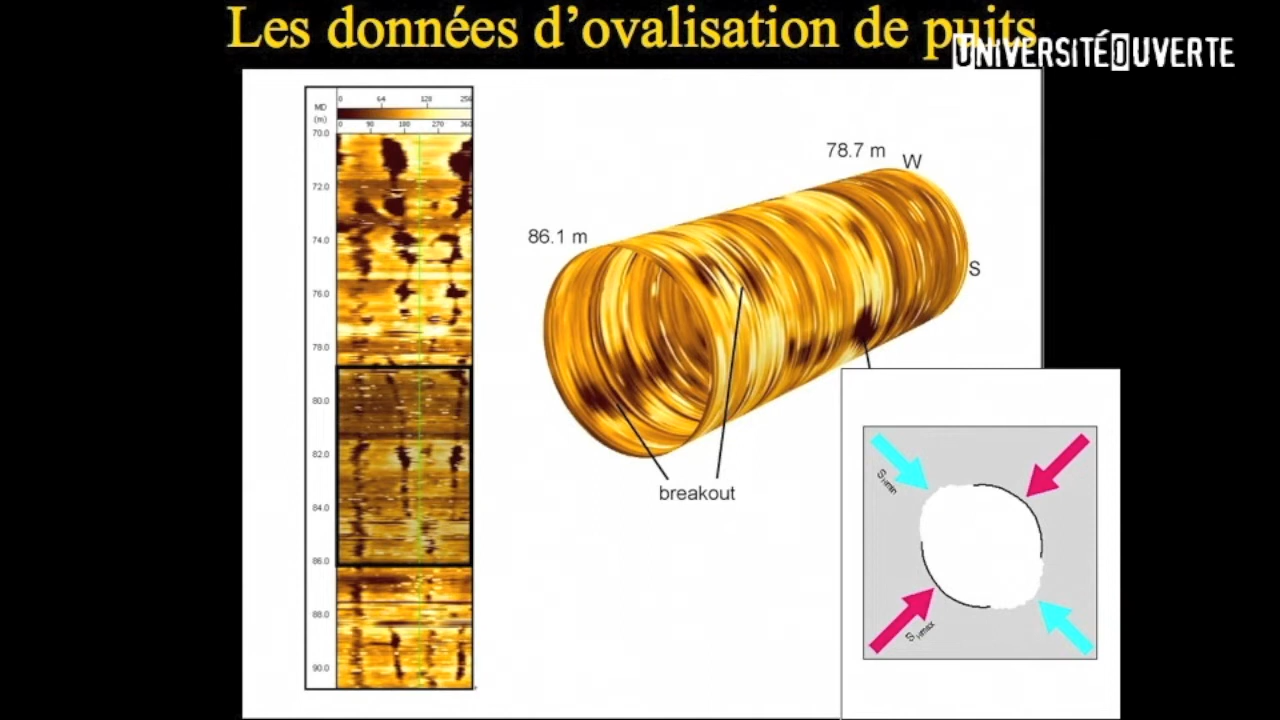 Les données d'ovalisation de puits
UNIVERSITÉOUVERTE
0 64 128 256
MD
(m)
0 90 180 270 360
70.0
72.0
74.0
76.0
78.0
80.0
82.0
84.0
86.0
88.0
90.0
78.7 m
W
86.1 m
S
breakout
SHmin
SHmax